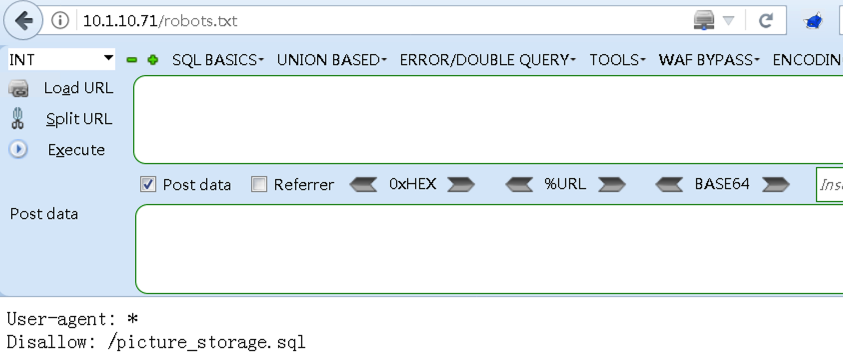 10.1.10.71/robots.txt
INT SQL BASICS UNION BASED ERROR/DOUBLE QUERY TOOLS WAF BYPASS ENCODIN
Load URL
Split URL
Execute
Post data Referrer 0xHEX %URL BASE64 Inse
Post data
User-agent: *
Disallow: /picture_storage.sql